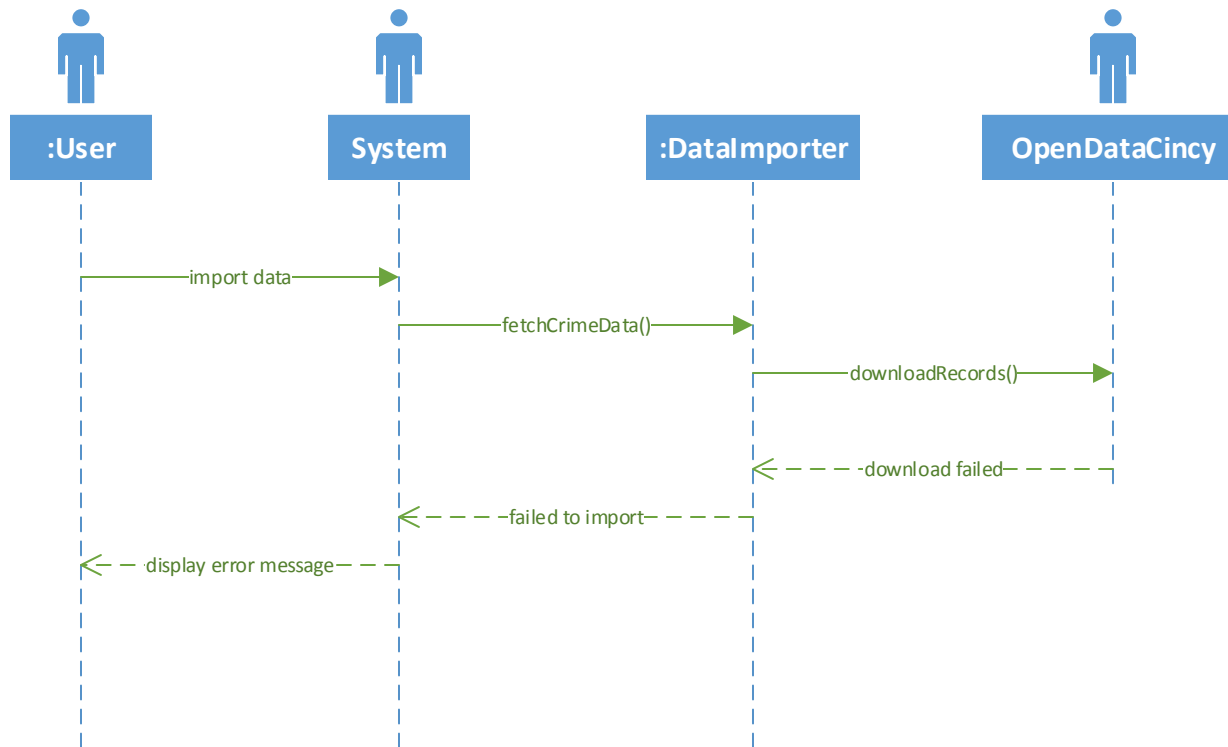 :User
System
:DataImporter
OpenDataCincy
import data
fetchCrimeData()
downloadRecords()
download failed
failed to import
display error message